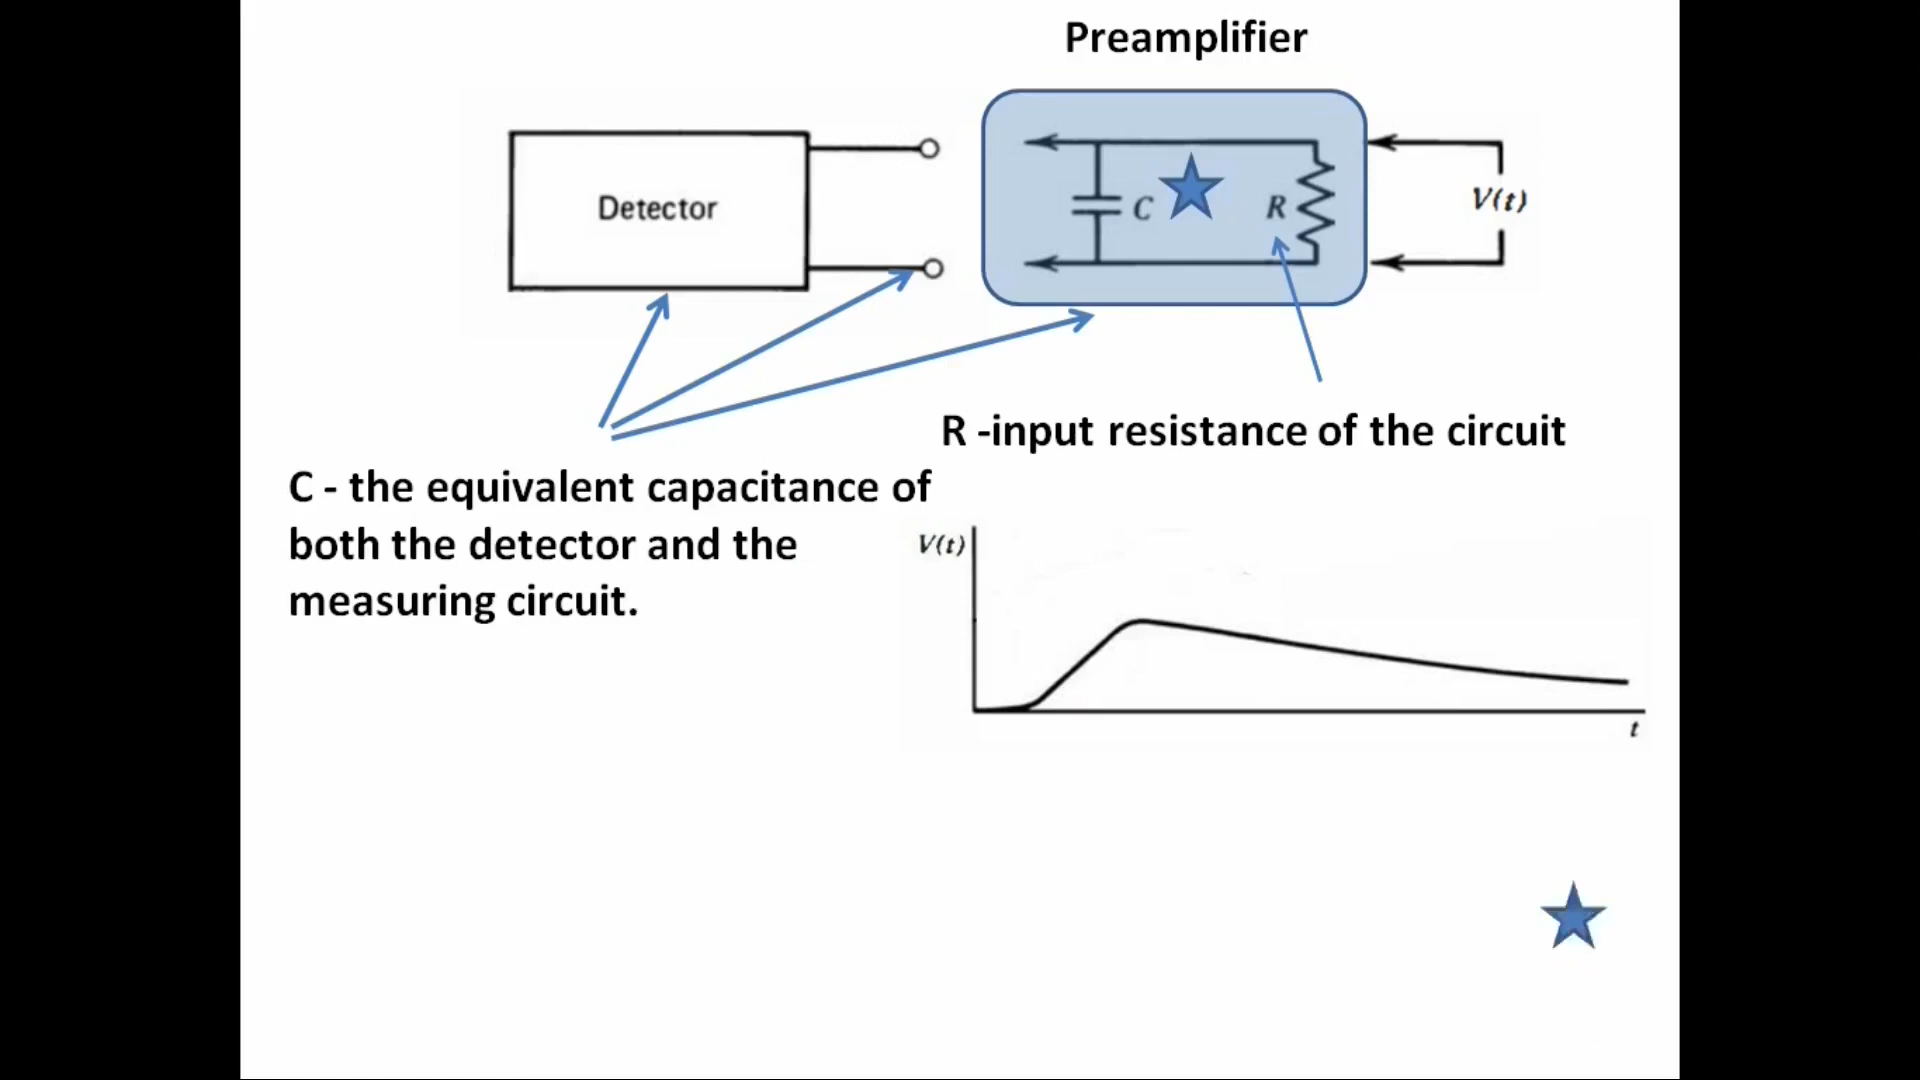 Preamplifier
Detector
C
R
V(t)
R -input resistance of the circuit
C - the equivalent capacitance of
both the detector and the
measuring circuit.
V(t)
t